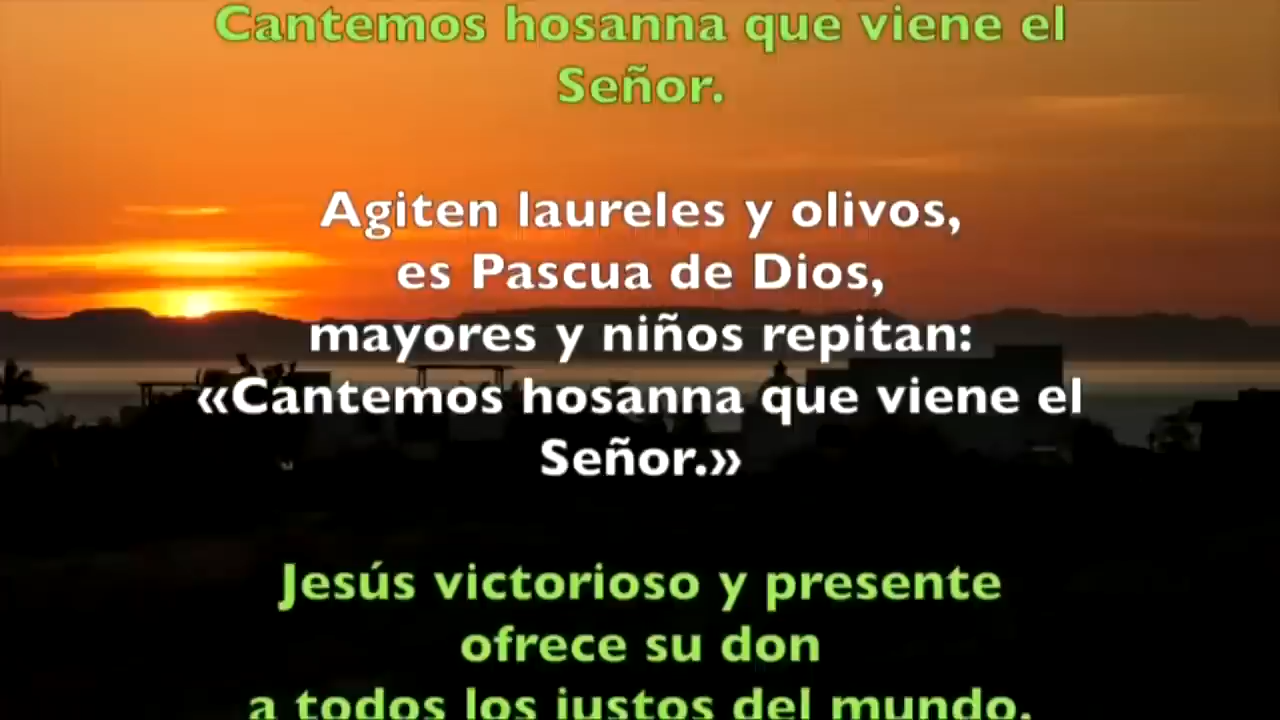 Cantemos hosanna que viene el
Señor.
Agiten laureles y olivos,
es Pascua de Dios,
mayores y niños repitan:
«Cantemos hosanna que viene el
Señor.»
Jesús victorioso y presente
ofrece su don
a todos los justos del mundo.